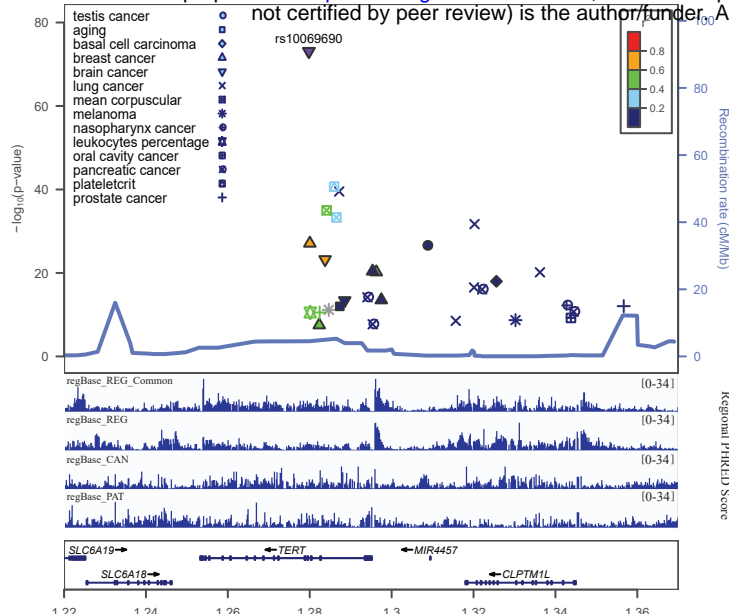 not certified by peer review) is the author/funder. A
80
60
40
20
0
−log10(p−value)
testis cancer
aging
basal cell carcinoma
breast cancer
brain cancer
lung cancer
mean corpuscular
melanoma
nasopharynx cancer
leukocytes percentage
oral cavity cancer
pancreatic cancer
plateletcrit
prostate cancer
rs10069690
r2
0.8
0.6
0.4
0.2
100
80
60
40
20
0
Recombination rate (cM/Mb)
regBase_REG_Common [0-34]
regBase_REG [0-34]
regBase_CAN [0-34]
regBase_PAT [0-34]
Regional PHRED Score
SLC6A19 TERT MIR4457
SLC6A18 CLPTM1L
1.22 1.24 1.26 1.28 1.3 1.32 1.34 1.36